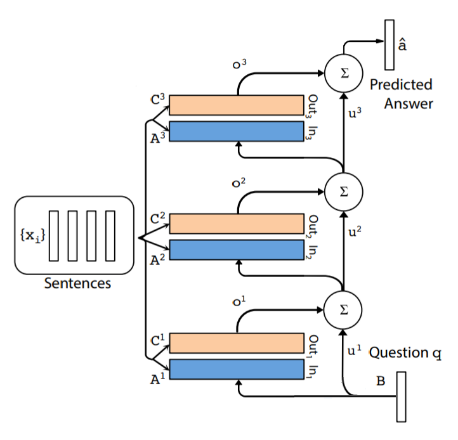 â
Σ
Predicted
Answer
o³
u³
C³
Out₃
A³
In₃
Σ
o²
u²
{xᵢ}
Sentences
C²
Out₂
A²
In₂
Σ
o¹
u¹ Question q
C¹
Out₁
A¹
In₁
B